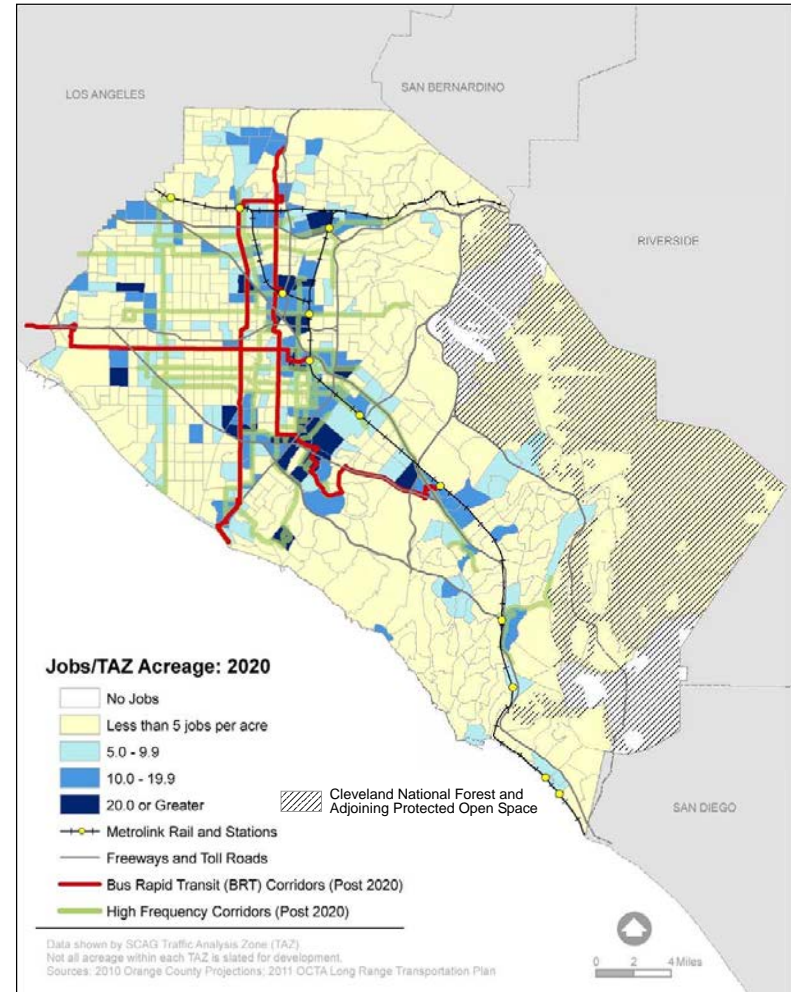 LOS ANGELES
SAN BERNARDINO
RIVERSIDE
Jobs/TAZ Acreage: 2020
No Jobs
Less than 5 jobs per acre
5.0 - 9.9
10.0 - 19.9
20.0 or Greater
Cleveland National Forest and
Adjoining Protected Open Space
Metrolink Rail and Stations
Freeways and Toll Roads
Bus Rapid Transit (BRT) Corridors (Post 2020)
High Frequency Corridors (Post 2020)
SAN DIEGO
Data shown by SCAG Traffic Analysis Zone (TAZ)
Not all acreage within each TAZ is slated for development.
Sources: 2010 Orange County Projections; 2011 OCTA Long Range Transportation Plan
0 2 4 Miles